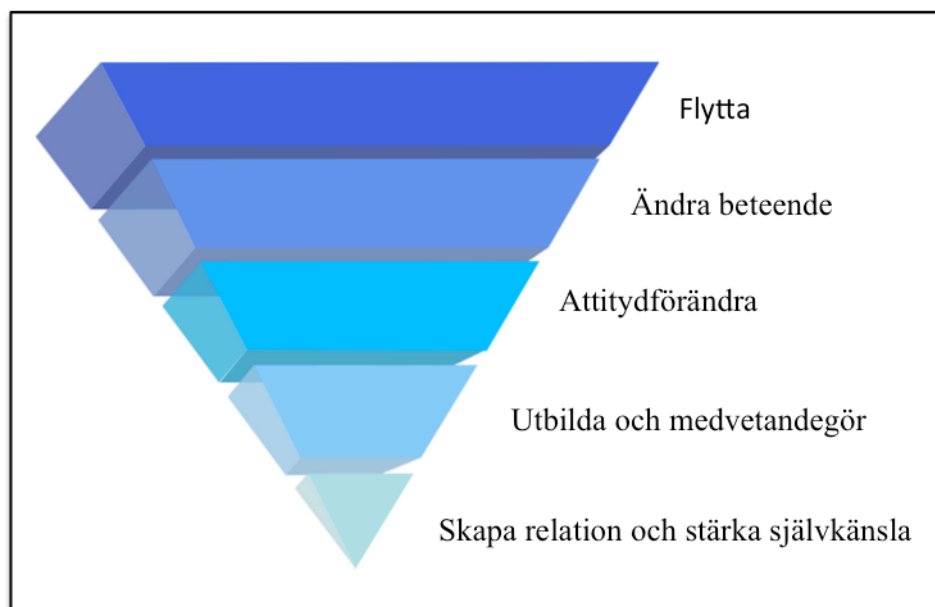 Flytta
Ändra beteende
Attitydförändra
Utbilda och medvetandegör
Skapa relation och stärka självkänsla